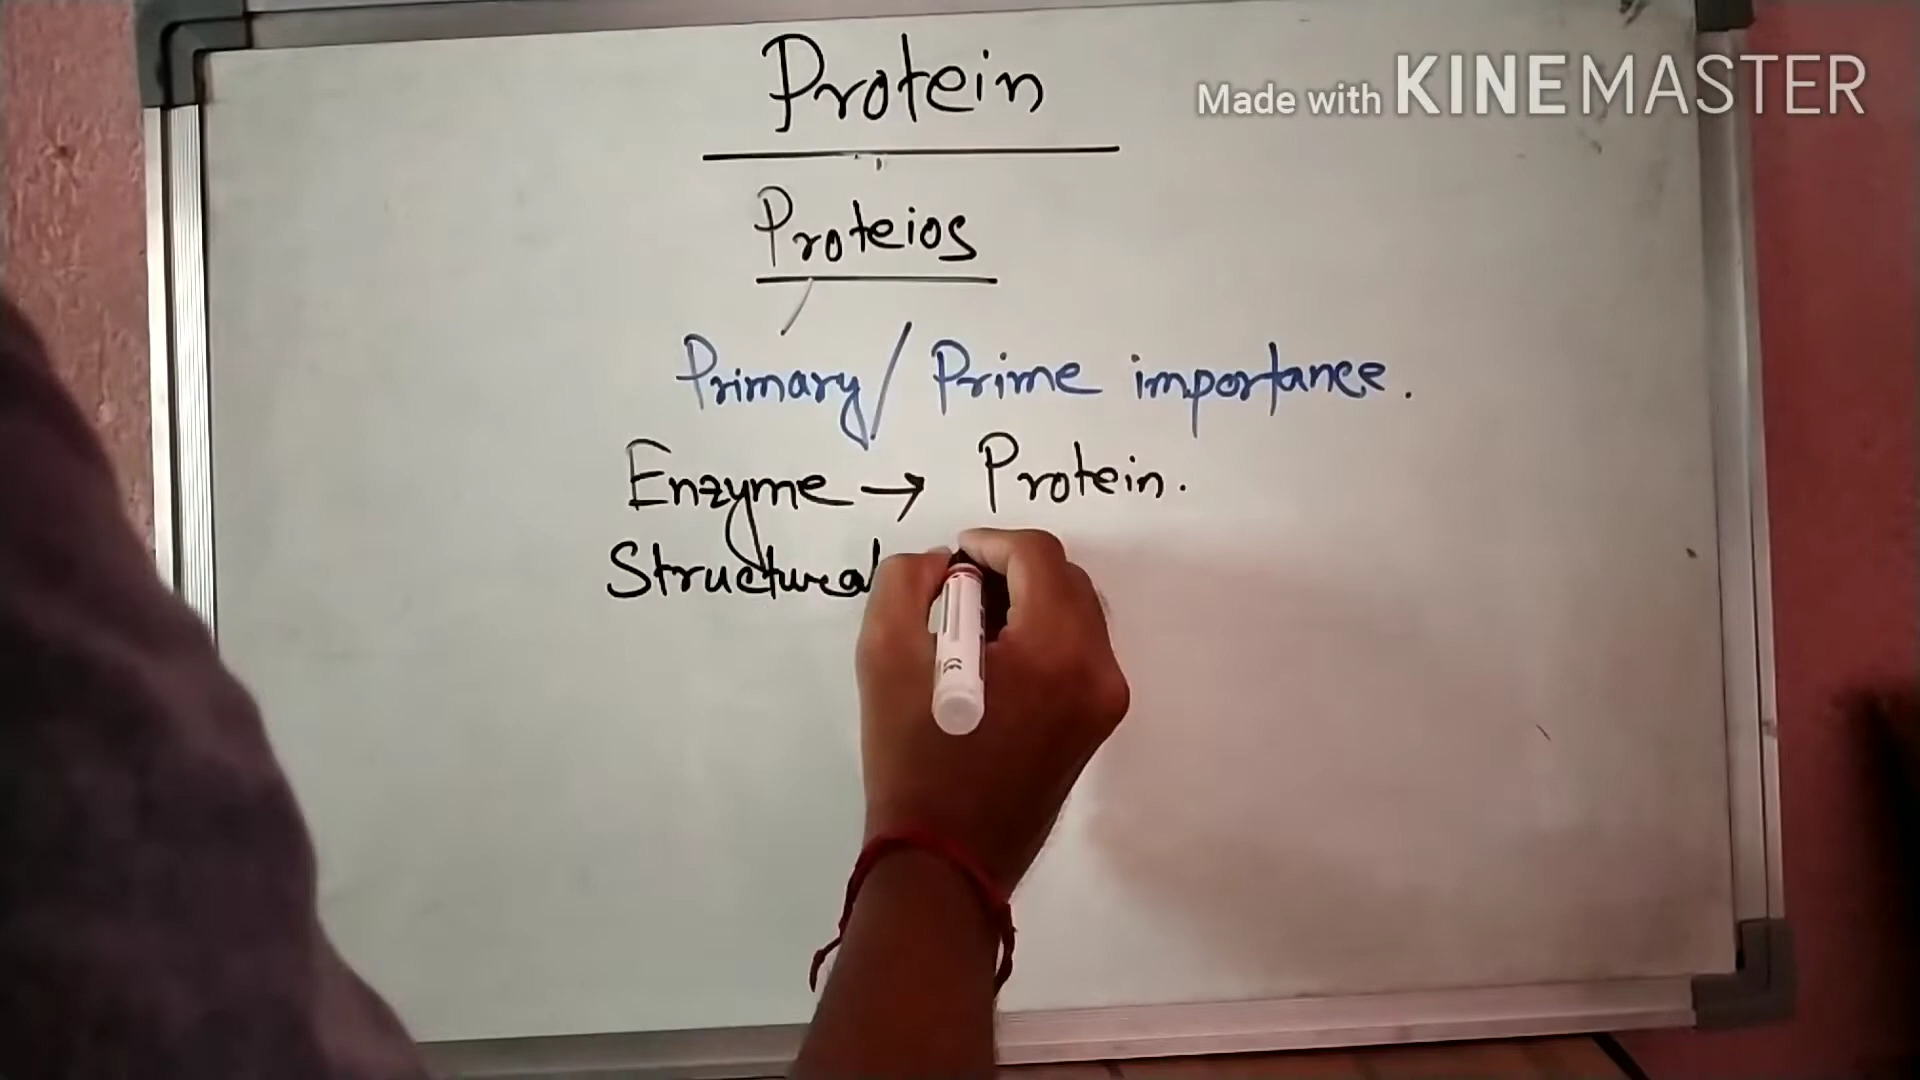 Protein
Made with KINEMASTER
Proteios
Primary / Prime importance.
Enzyme → Protein.
Structural